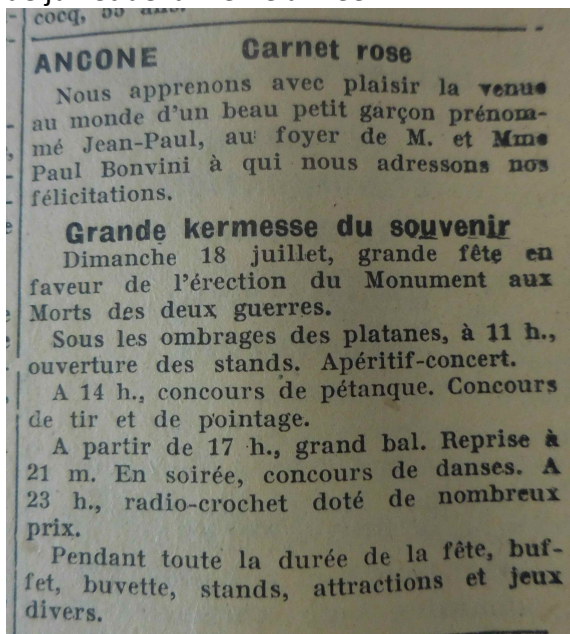 cocq, 55 ans.
ANCONE Carnet rose
Nous apprenons avec plaisir la venue
au monde d'un beau petit garçon prénom-
mé Jean-Paul, au foyer de M. et Mme
Paul Bonvini à qui nous adressons nos
félicitations.
Grande kermesse du souvenir
Dimanche 18 juillet, grande fête en
faveur de l'érection du Monument aux
Morts des deux guerres.
Sous les ombrages des platanes, à 11 h.,
ouverture des stands. Apéritif-concert.
A 14 h., concours de pétanque. Concours
de tir et de pointage.
A partir de 17 h., grand bal. Reprise à
21 m. En soirée, concours de danses. A
23 h., radio-crochet doté de nombreux
prix.
Pendant toute la durée de la fête, buf-
fet, buvette, stands, attractions et jeux
divers.